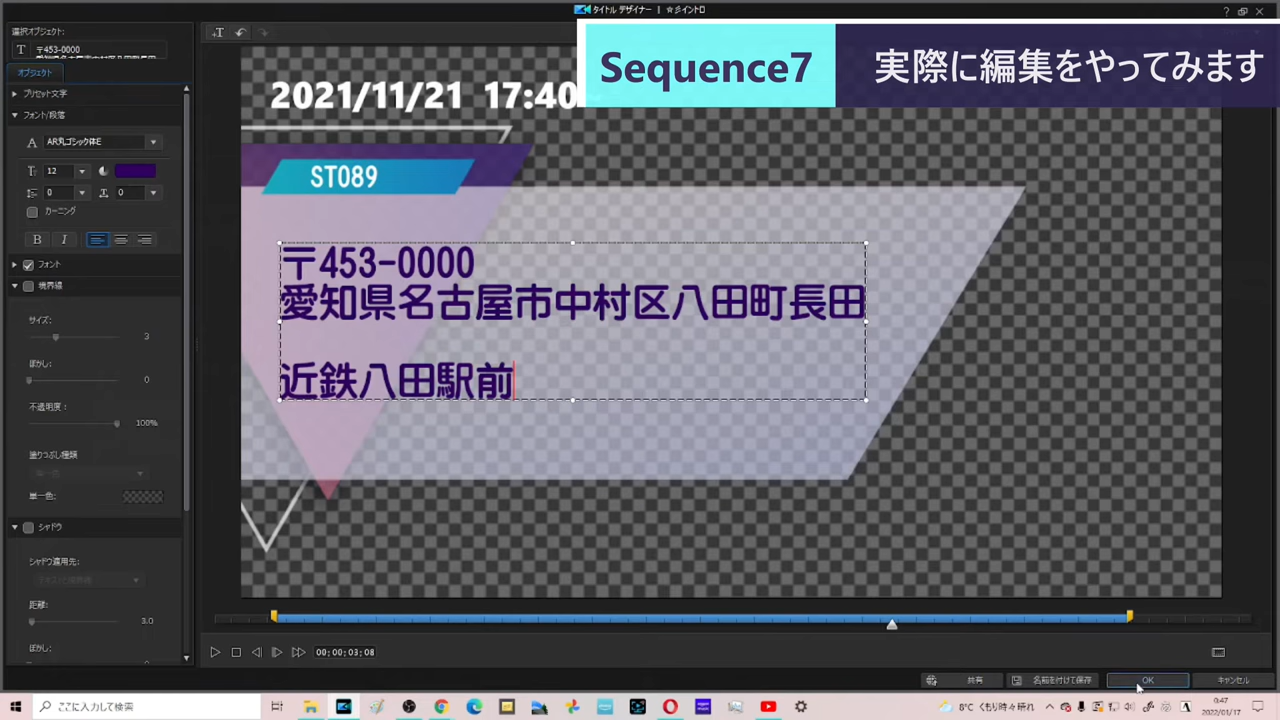 タイトル デザイナー | ☆彡イントロ
選択オブジェクト:
〒453-0000
オブジェクト
プリセット文字
フォント/段落
AR丸ゴシック体E
12
0
0
カーニング
B
I
フォント
境界線
サイズ:
3
ぼかし:
0
不透明度:
100%
塗りつぶし種類
単一色:
シャドウ
シャドウ適用先:
距離:
3.0
ぼかし:
Sequence7
実際に編集をやってみます
2021/11/21 17:40
ST089
〒453-0000
愛知県名古屋市中村区八田町長田
近鉄八田駅前
00;00;03;08
共有
名前を付けて保存
OK
キャンセル
ここに入力して検索
8°C くもり時々晴れ
A
0:47
2022/01/17